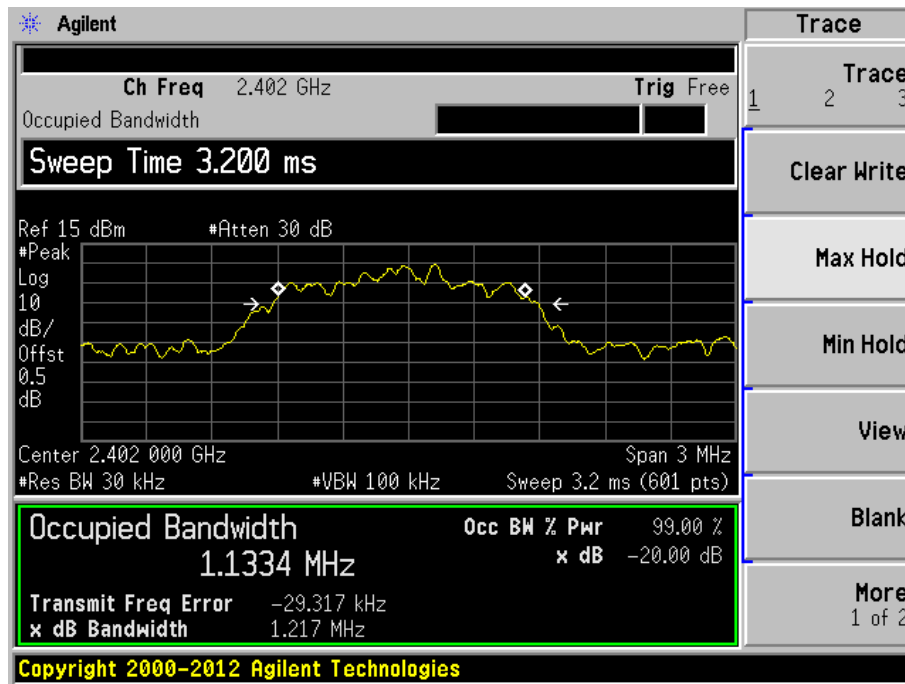 Agilent
Trace
Ch Freq 2.402 GHz Trig Free
Occupied Bandwidth
Sweep Time 3.200 ms
Ref 15 dBm #Atten 30 dB
#Peak
Log
10
dB/
Offst
0.5
dB
Center 2.402 000 GHz Span 3 MHz
#Res BW 30 kHz #VBW 100 kHz Sweep 3.2 ms (601 pts)
Occupied Bandwidth Occ BW % Pwr 99.00 %
1.1334 MHz x dB -20.00 dB
Transmit Freq Error -29.317 kHz
x dB Bandwidth 1.217 MHz
Copyright 2000-2012 Agilent Technologies
Trace
1 2 3
Clear Write
Max Hold
Min Hold
View
Blank
More
1 of 2